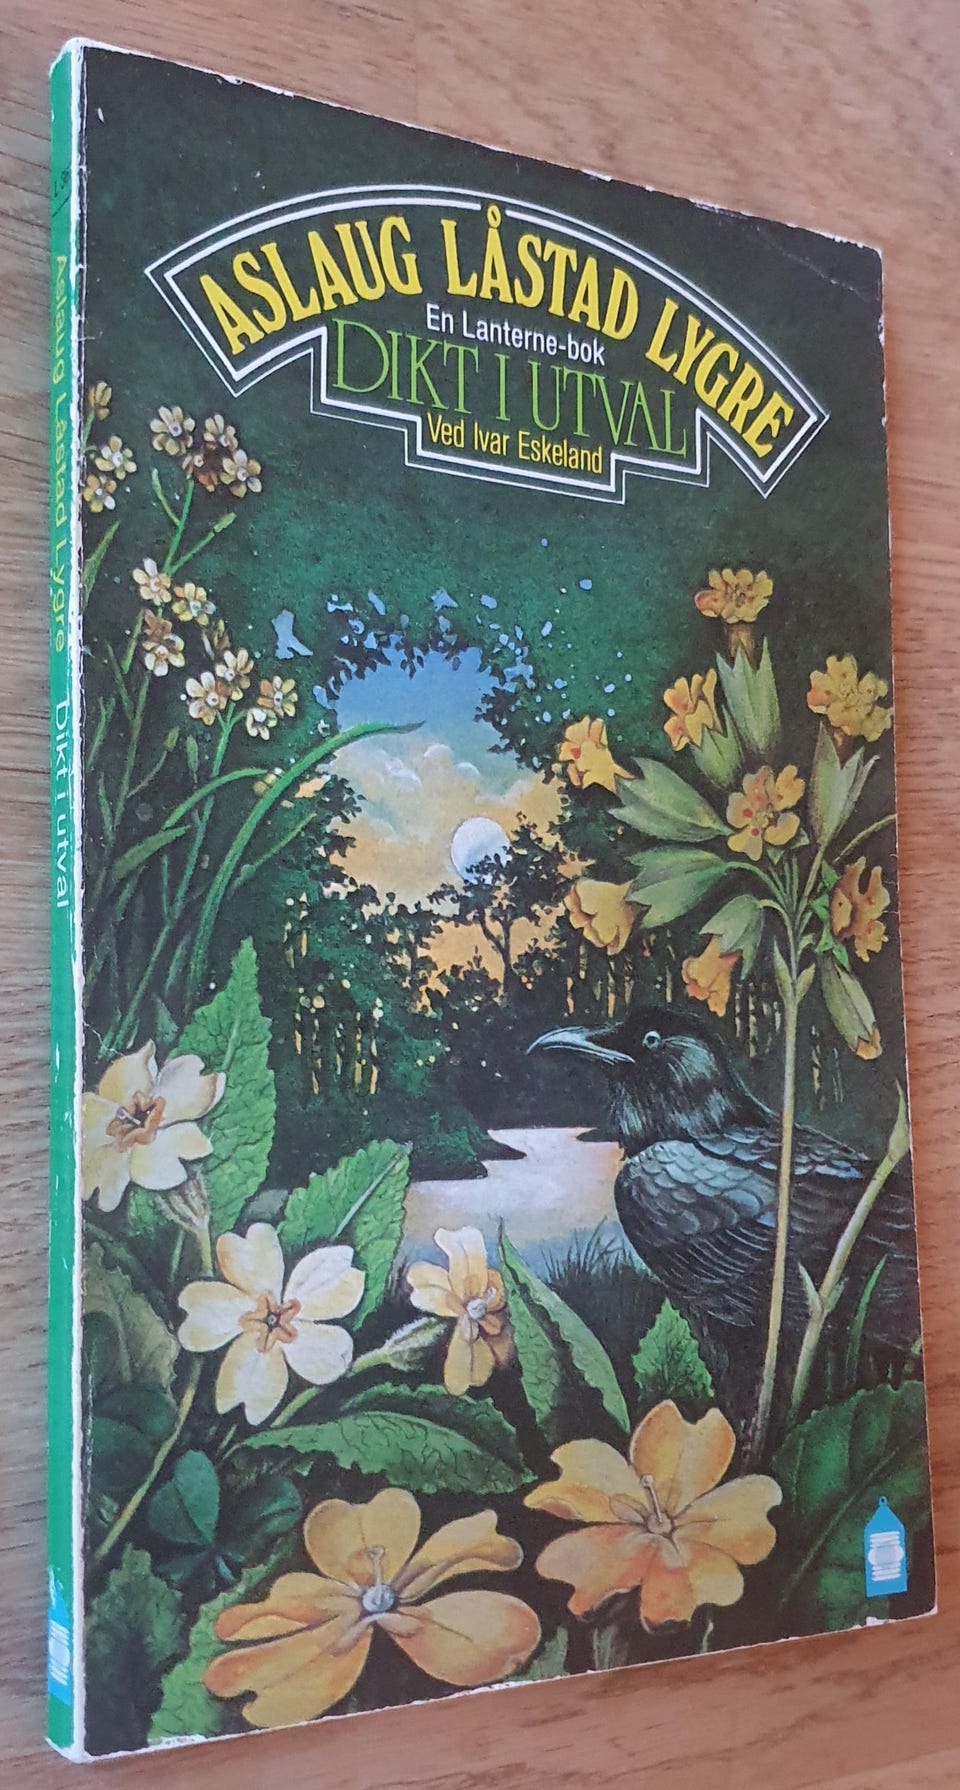 ASLAUG LÅSTAD LYGRE
En Lanterne-bok
DIKT I UTVAL
Ved Ivar Eskeland
Aslaug Låstad Lygre Dikt i utval